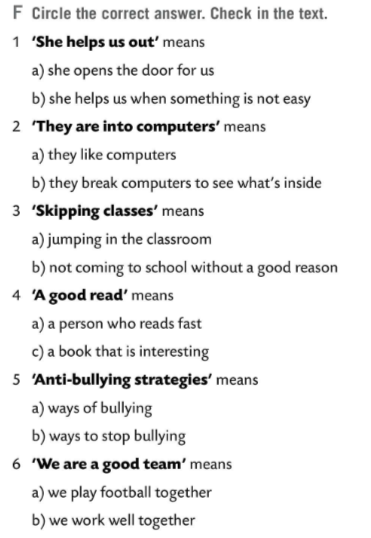 F Circle the correct answer. Check in the text.
1 ‘She helps us out’ means
a) she opens the door for us
b) she helps us when something is not easy
2 ‘They are into computers’ means
a) they like computers
b) they break computers to see what’s inside
3 ‘Skipping classes’ means
a) jumping in the classroom
b) not coming to school without a good reason
4 ‘A good read’ means
a) a person who reads fast
c) a book that is interesting
5 ‘Anti-bullying strategies’ means
a) ways of bullying
b) ways to stop bullying
6 ‘We are a good team’ means
a) we play football together
b) we work well together